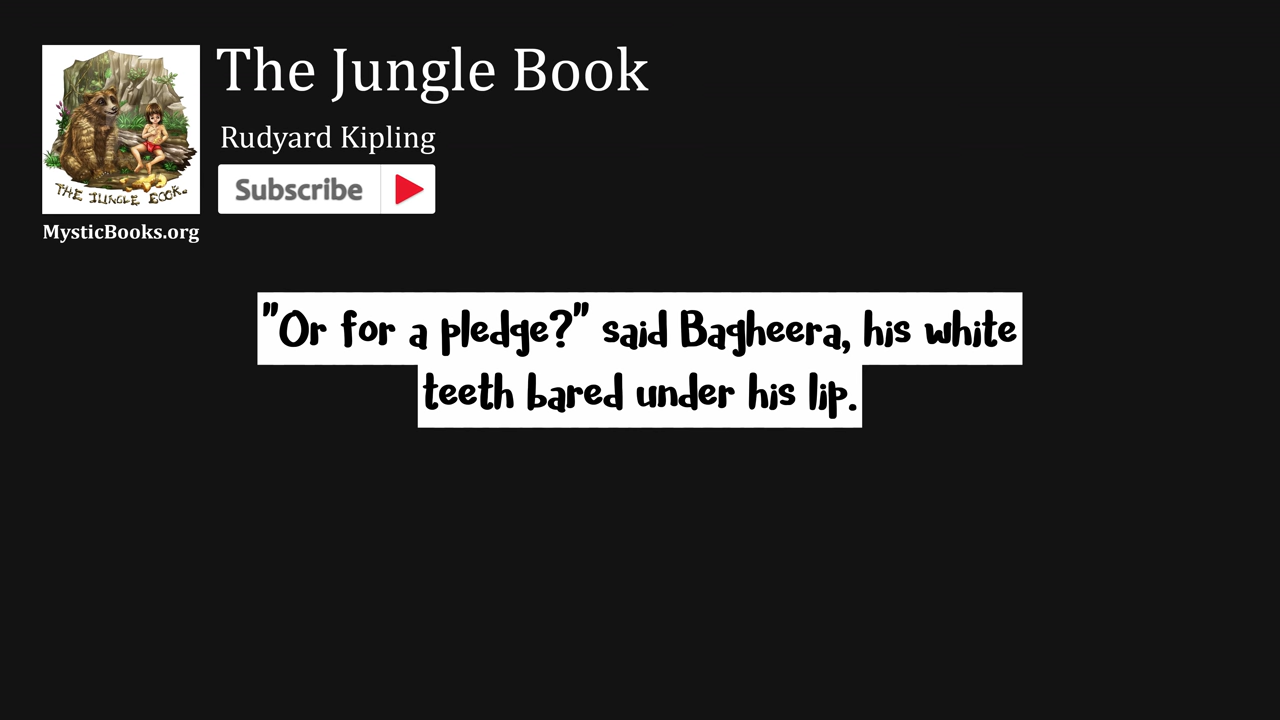 The Jungle Book
Rudyard Kipling
Subscribe
THE JUNGLE BOOK.
MysticBooks.org
"Or for a pledge?" said Bagheera, his white
teeth bared under his lip.